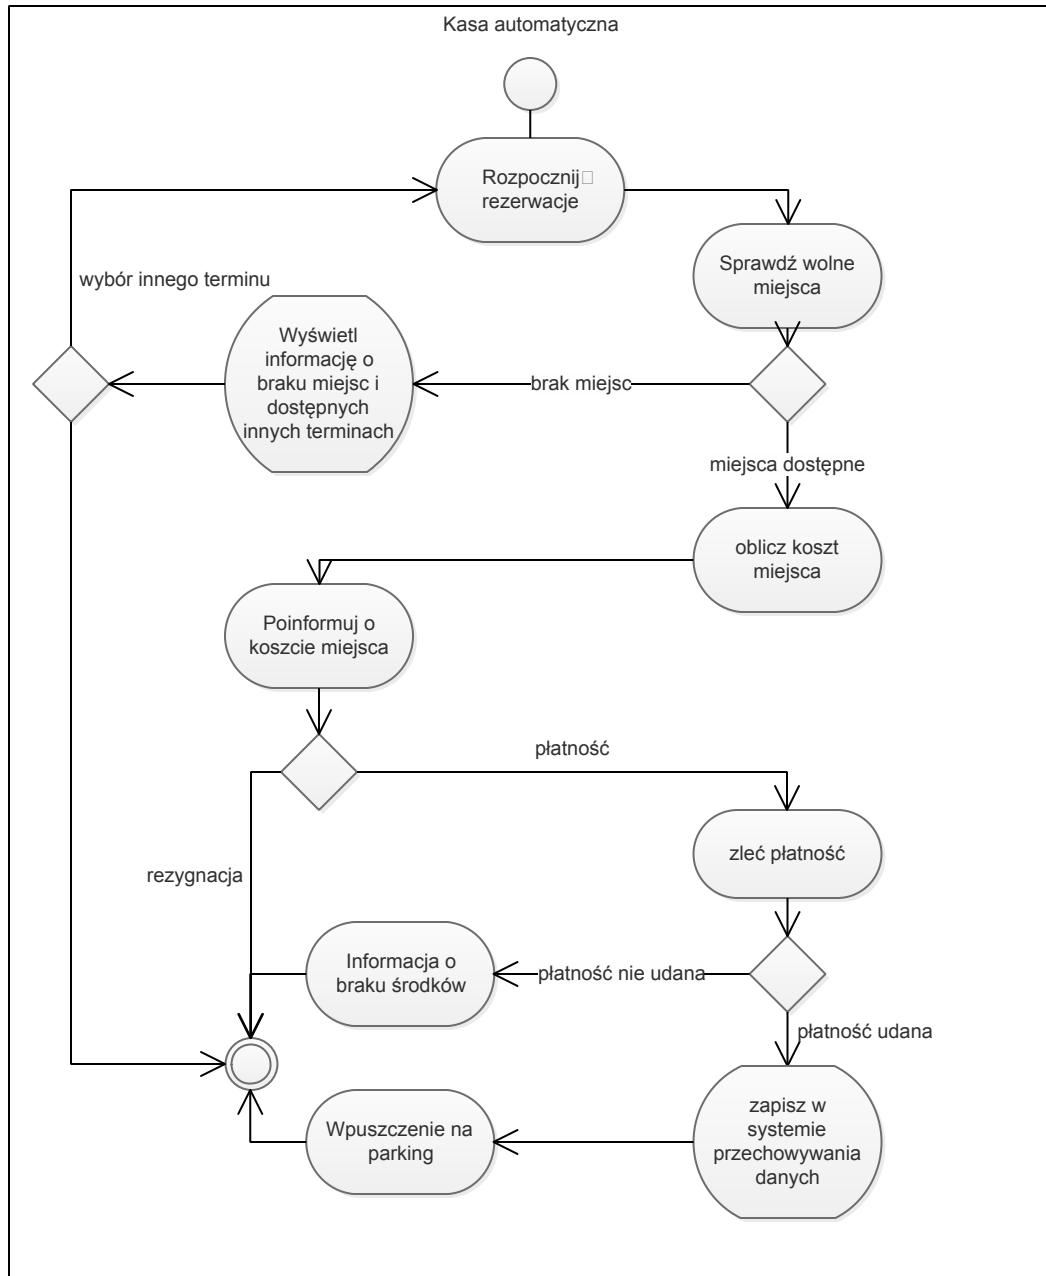 Kasa automatyczna
Rozpocznij
rezerwacje
Sprawdź wolne
miejsca
wybór innego terminu
Wyświetl
informację o
braku miejsc i
dostępnych
innych terminach
brak miejsc
miejsca dostępne
oblicz koszt
miejsca
Poinformuj o
koszcie miejsca
płatność
zleć płatność
rezygnacja
Informacja o
braku środków
płatność nie udana
płatność udana
Wpuszczenie na
parking
zapisz w
systemie
przechowywania
danych